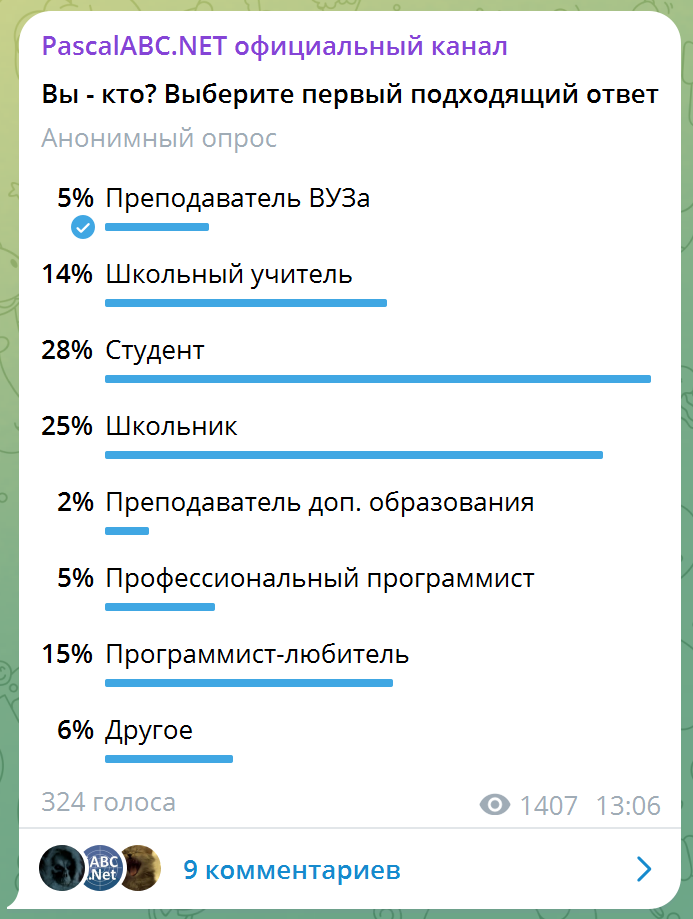 PascalABC.NET официальный канал
Вы - кто? Выберите первый подходящий ответ
Анонимный опрос
5% Преподаватель ВУЗа
14% Школьный учитель
28% Студент
25% Школьник
2% Преподаватель доп. образования
5% Профессиональный программист
15% Программист-любитель
6% Другое
324 голоса 1407 13:06
ABC .Net 9 комментариев